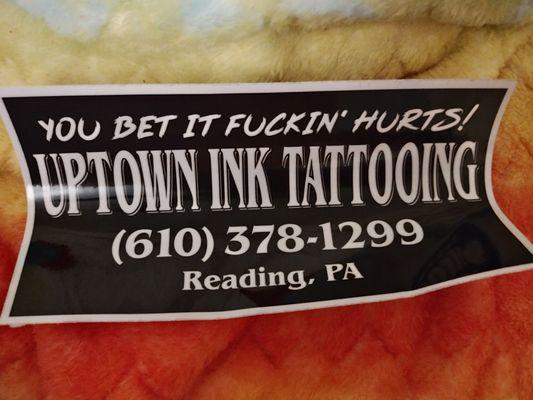 YOU BET IT FUCKIN' HURTS!
UPTOWN INK TATTOOING
(610) 378-1299
Reading, PA